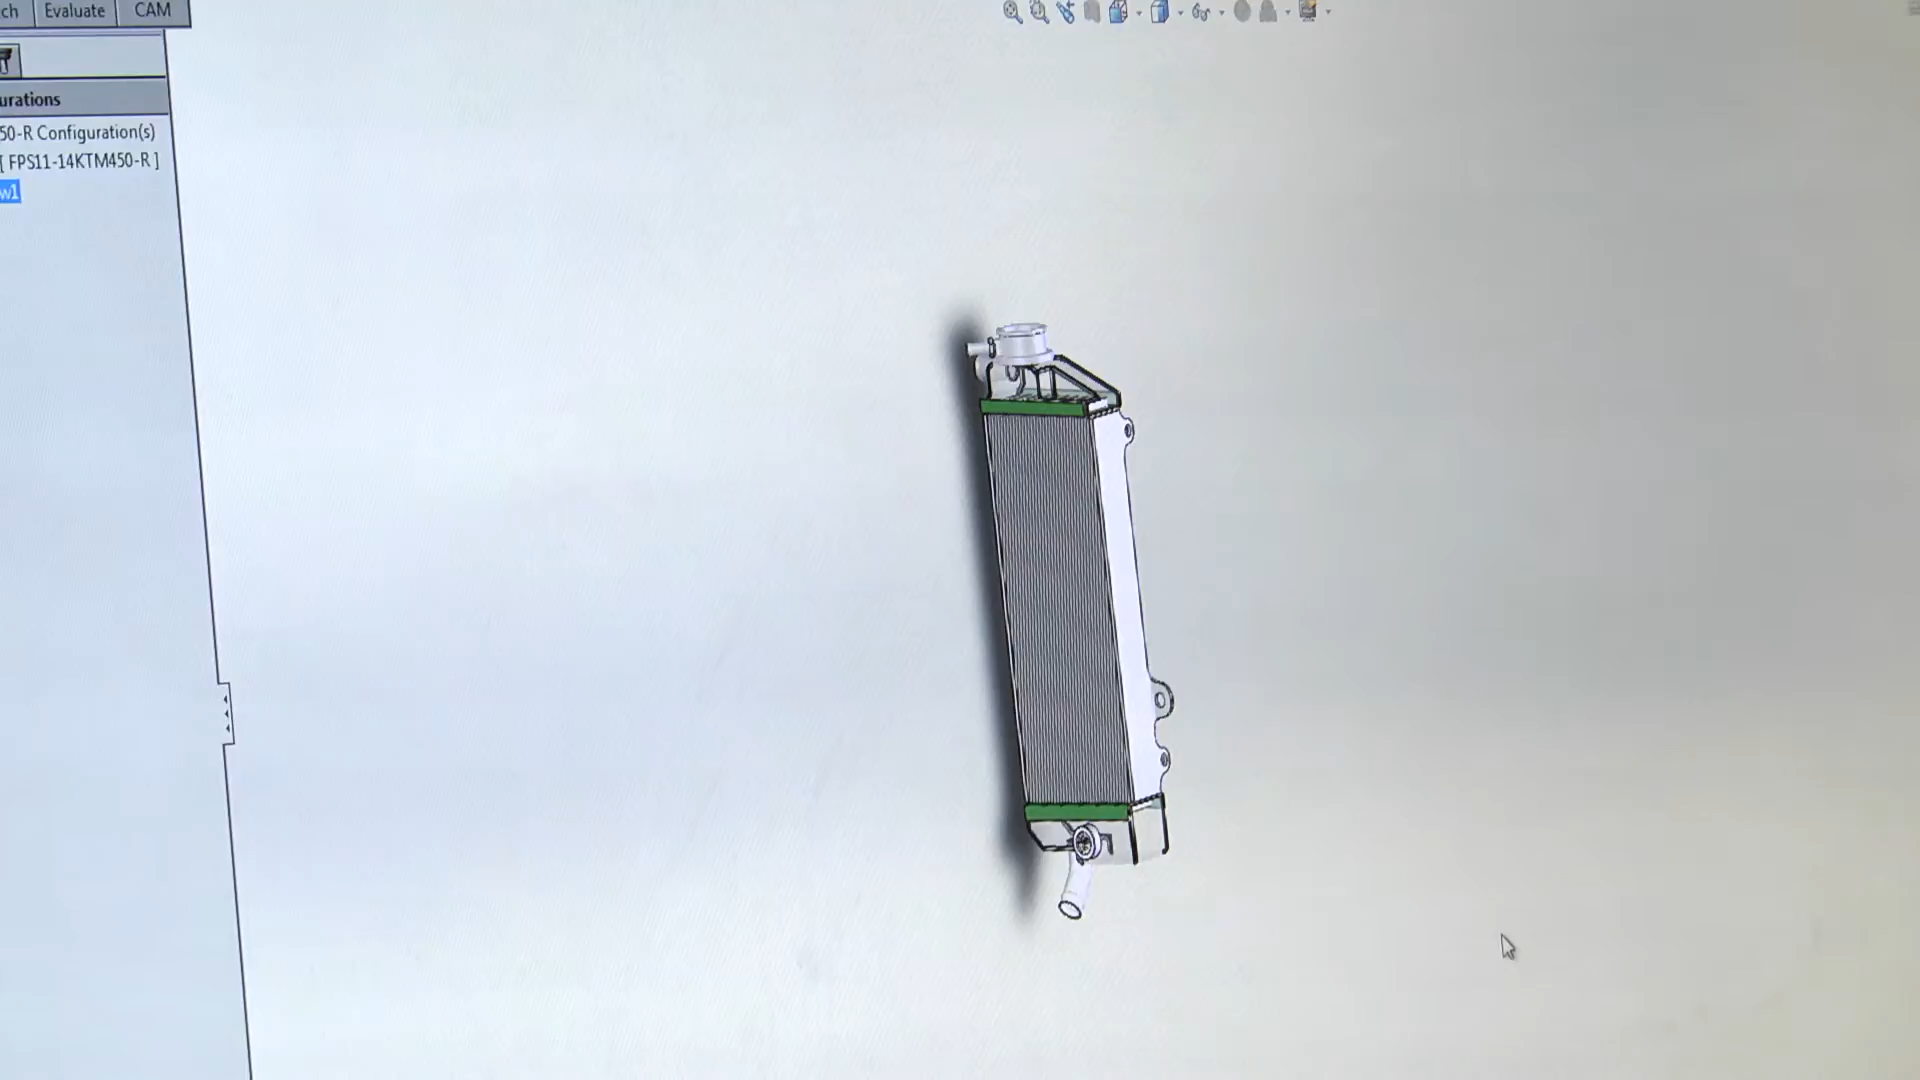 ch Evaluate CAM
urations
50-R Configuration(s)
[ FPS11-14KTM450-R ]
w1